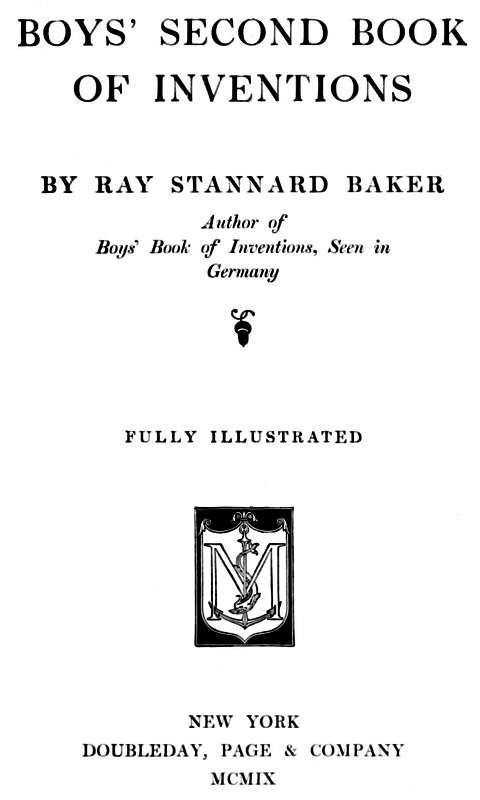 BOYS' SECOND BOOK
OF INVENTIONS
BY RAY STANNARD BAKER
Author of
Boys' Book of Inventions, Seen in
Germany
FULLY ILLUSTRATED
M
NEW YORK
DOUBLEDAY, PAGE & COMPANY
MCMIX